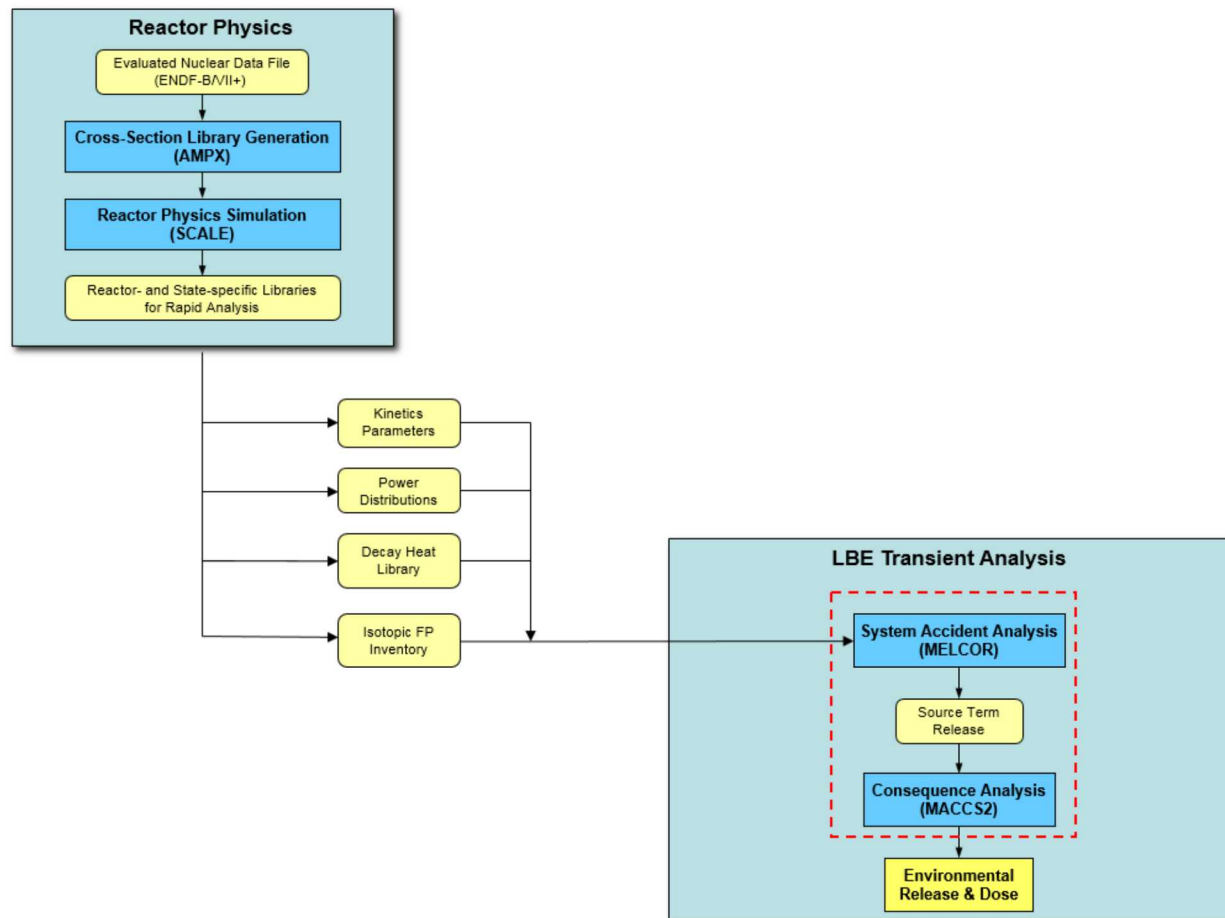 Reactor Physics
Evaluated Nuclear Data File
(ENDF-B/VII+)
Cross-Section Library Generation
(AMPX)
Reactor Physics Simulation
(SCALE)
Reactor- and State-specific Libraries
for Rapid Analysis
Kinetics
Parameters
Power
Distributions
Decay Heat
Library
Isotopic FP
Inventory
LBE Transient Analysis
System Accident Analysis
(MELCOR)
Source Term
Release
Consequence Analysis
(MACCS2)
Environmental
Release & Dose